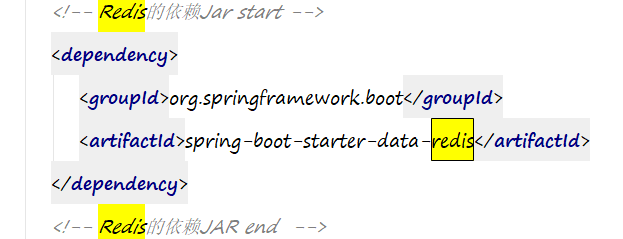 <!-- Redis的依赖Jar start -->
<dependency>
<groupId>org.springframework.boot</groupId>
<artifactId>spring-boot-starter-data-redis</artifactId>
</dependency>
<!-- Redis的依赖JAR end  -->